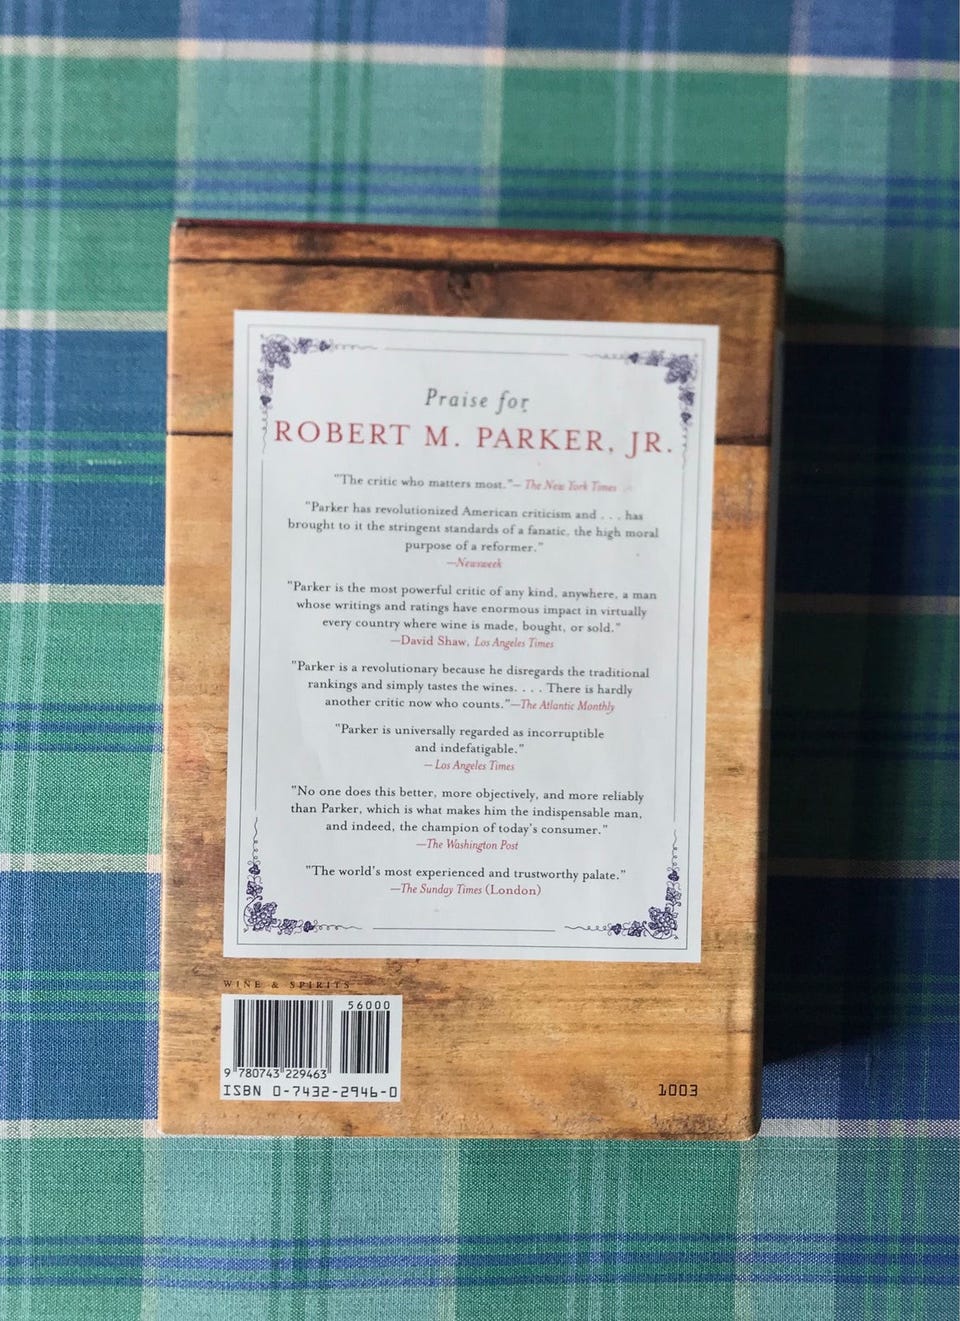 Praise for
ROBERT M. PARKER, JR.
"The critic who matters most."—The New York Times
"Parker has revolutionized American criticism and . . . has
brought to it the stringent standards of a fanatic, the high moral
purpose of a reformer."
—Newsweek
"Parker is the most powerful critic of any kind, anywhere, a man
whose writings and ratings have enormous impact in virtually
every country where wine is made, bought, or sold."
—David Shaw, Los Angeles Times
"Parker is a revolutionary because he disregards the traditional
rankings and simply tastes the wines. . . . There is hardly
another critic now who counts."—The Atlantic Monthly
"Parker is universally regarded as incorruptible
and indefatigable."
— Los Angeles Times
"No one does this better, more objectively, and more reliably
than Parker, which is what makes him the indispensable man,
and indeed, the champion of today's consumer."
—The Washington Post
"The world's most experienced and trustworthy palate."
—The Sunday Times (London)
WINE & SPIRITS
56000
9 780743 229463
ISBN 0-7432-2946-0
1003